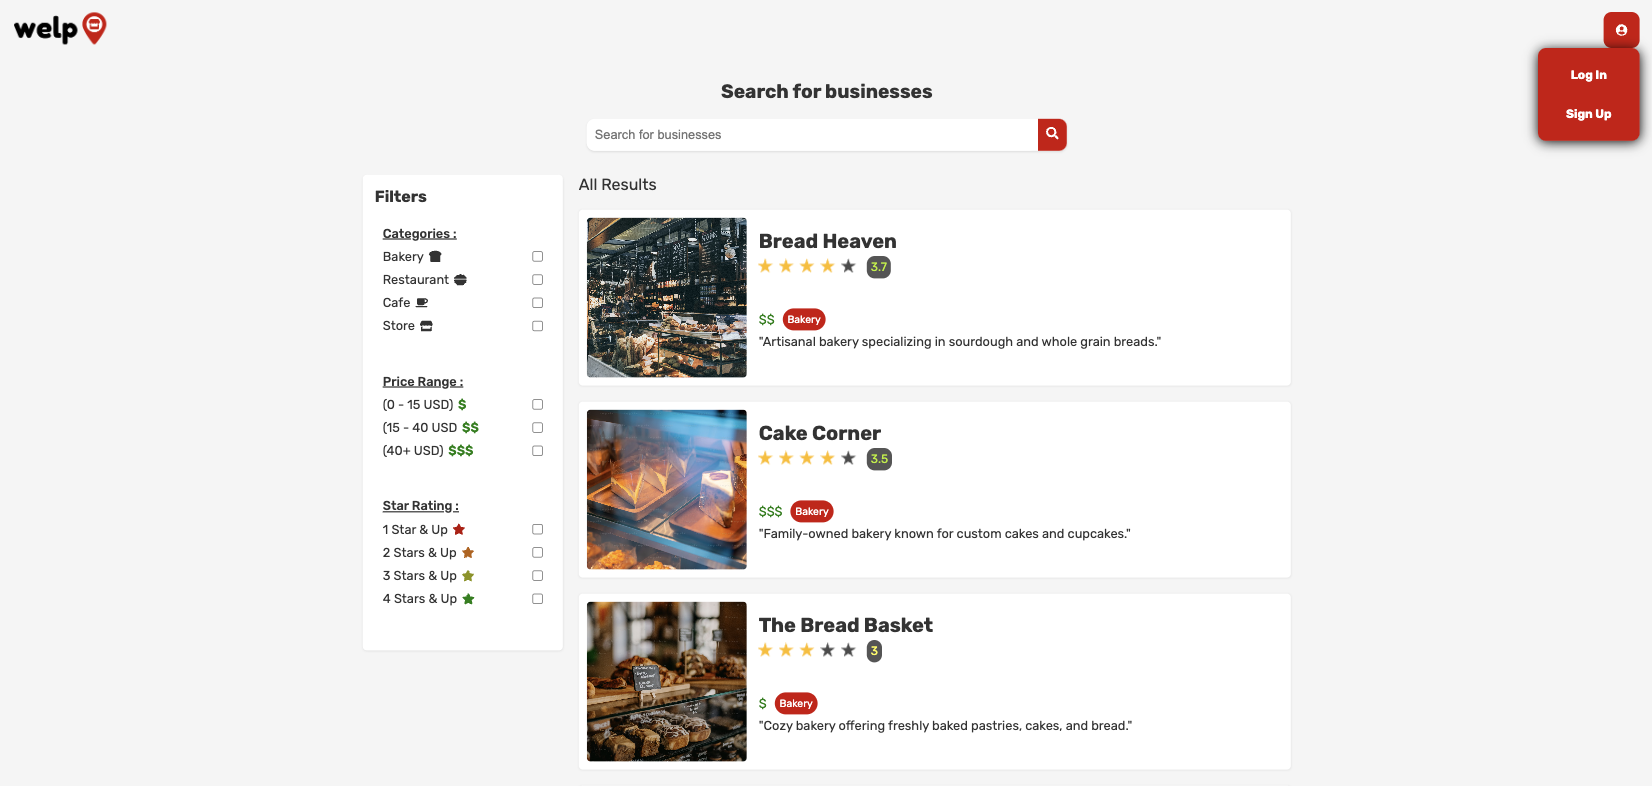 welp
Log In
Sign Up
Search for businesses
Search for businesses
Filters
Categories :
Bakery
Restaurant
Cafe
Store
Price Range :
(0 - 15 USD) $
(15 - 40 USD $$
(40+ USD) $$$
Star Rating :
1 Star & Up
2 Stars & Up
3 Stars & Up
4 Stars & Up
All Results
Bread Heaven
3.7
$$ Bakery
"Artisanal bakery specializing in sourdough and whole grain breads."
Cake Corner
3.5
$$$ Bakery
"Family-owned bakery known for custom cakes and cupcakes."
The Bread Basket
3
$ Bakery
"Cozy bakery offering freshly baked pastries, cakes, and bread."